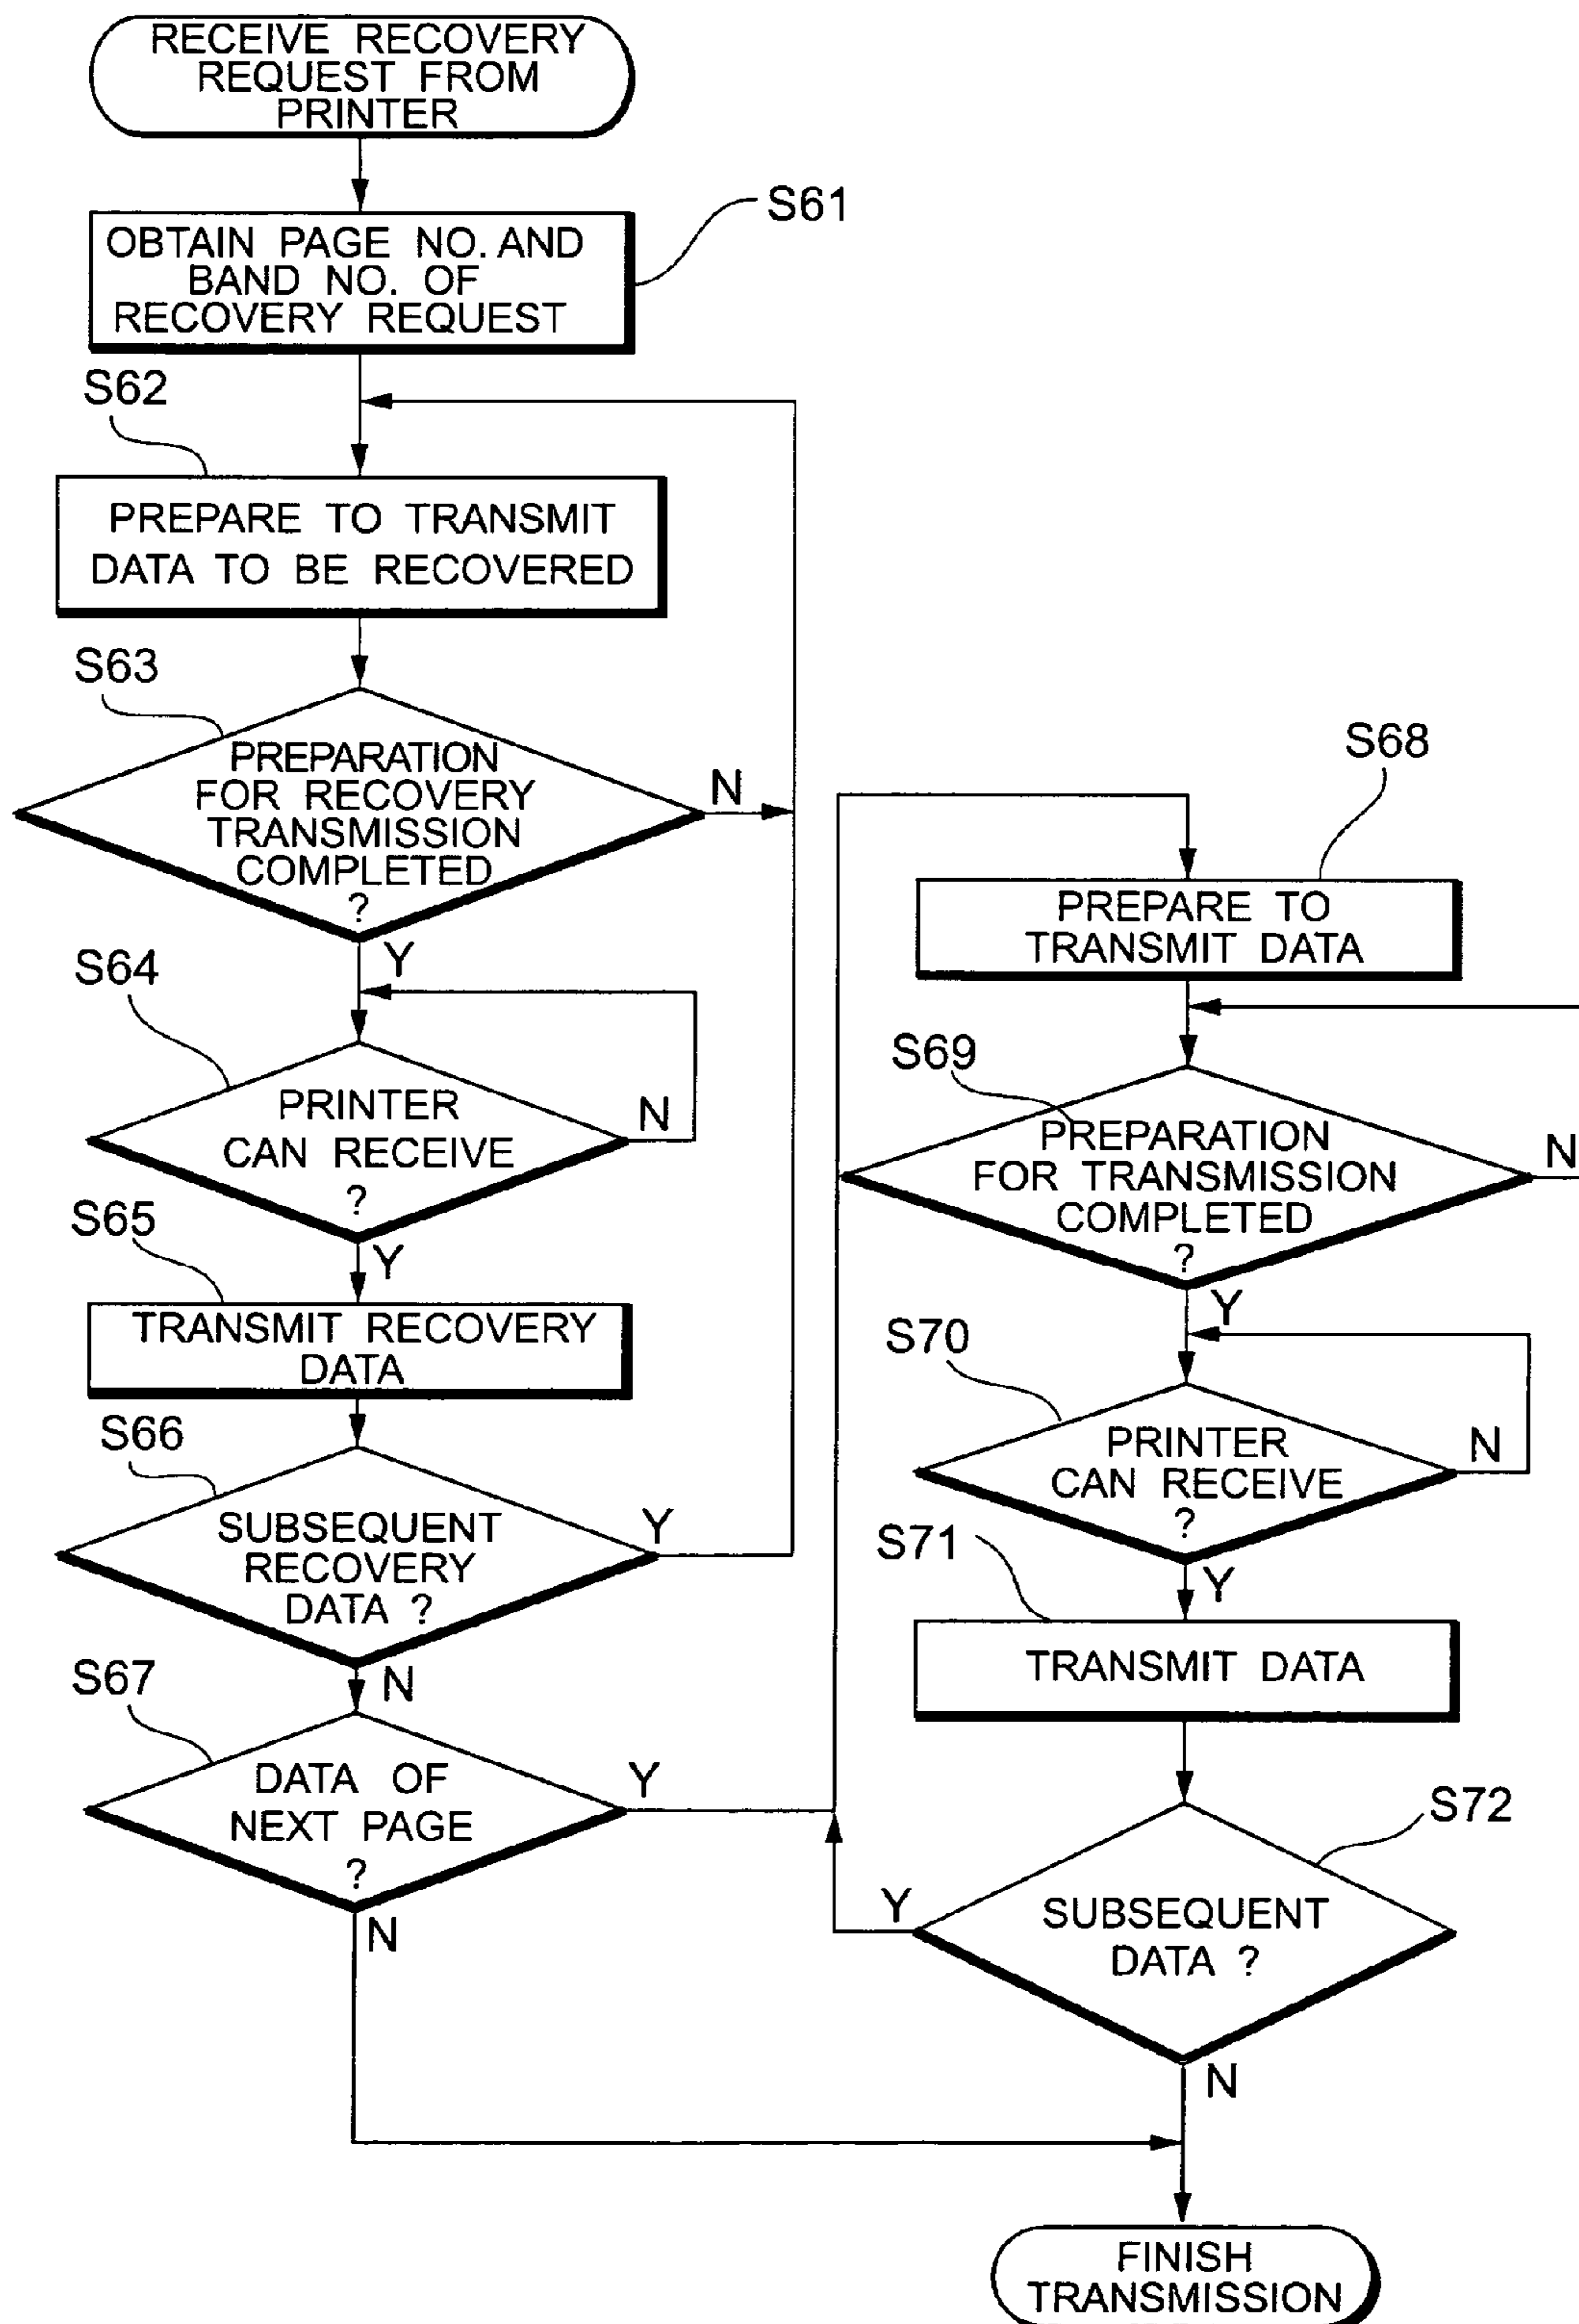 RECEIVE RECOVERY
REQUEST FROM
PRINTER
S61
OBTAIN PAGE NO. AND
BAND NO. OF
RECOVERY REQUEST
S62
PREPARE TO TRANSMIT
DATA TO BE RECOVERED
S63
PREPARATION
FOR RECOVERY
TRANSMISSION
COMPLETED
?
N
Y
S64
PRINTER
CAN RECEIVE
?
N
Y
S65
TRANSMIT RECOVERY
DATA
S66
SUBSEQUENT
RECOVERY
DATA ?
Y
N
S67
DATA OF
NEXT PAGE
?
Y
N
S68
PREPARE TO
TRANSMIT DATA
S69
PREPARATION
FOR TRANSMISSION
COMPLETED
?
N
Y
S70
PRINTER
CAN RECEIVE
?
N
Y
S71
TRANSMIT DATA
S72
SUBSEQUENT
DATA ?
Y
N
FINISH
TRANSMISSION